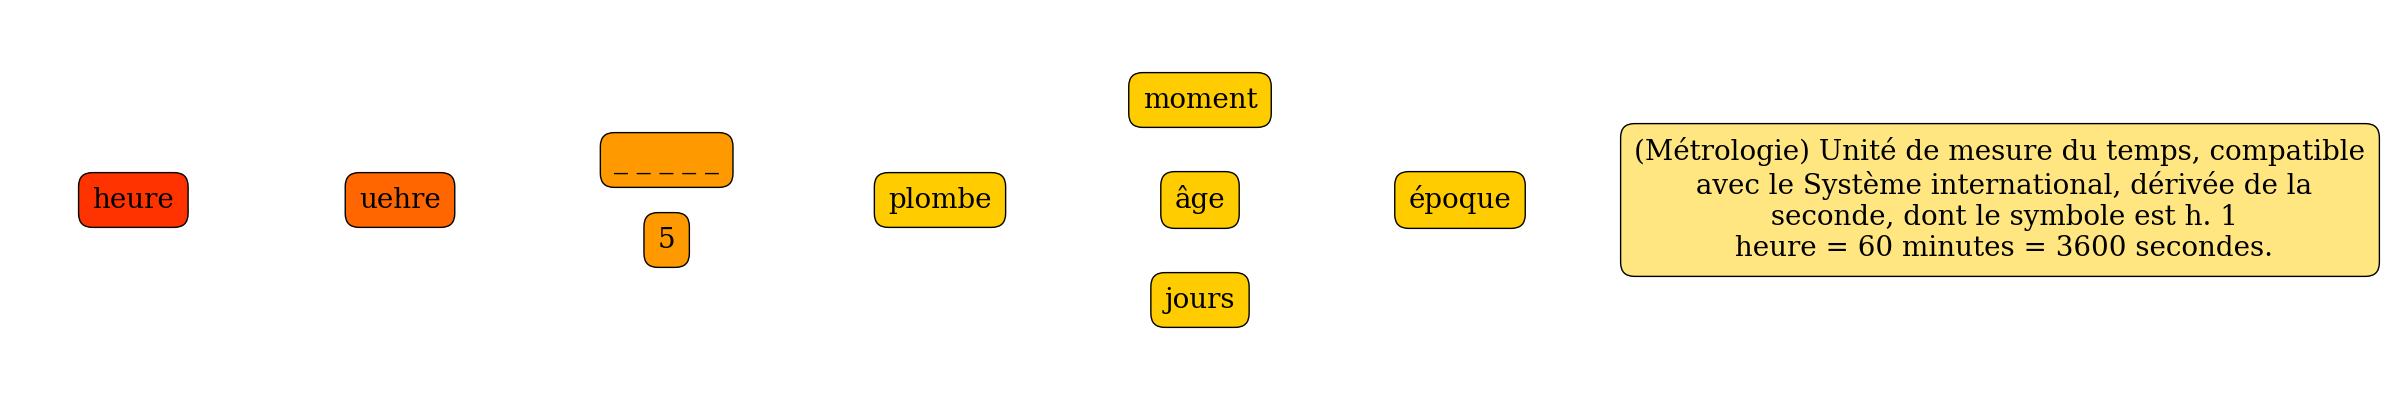 heure
uehre
_ _ _ _ _
5
plombe
moment
âge
jours
époque
(Métrologie) Unité de mesure du temps, compatible
avec le Système international, dérivée de la
seconde, dont le symbole est h. 1
heure = 60 minutes = 3600 secondes.